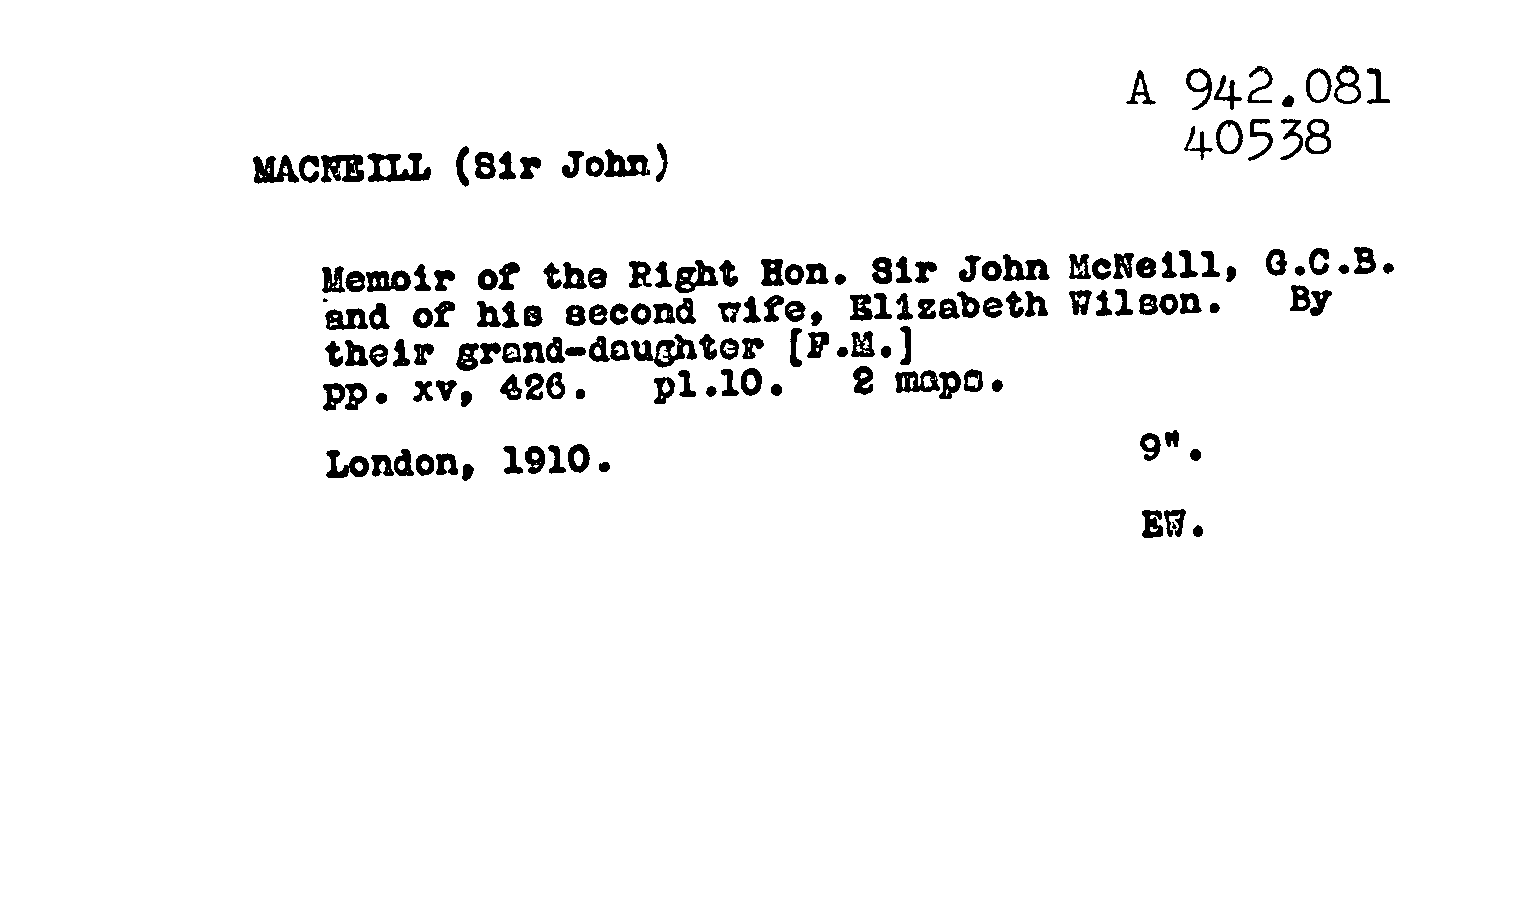 A 942.081
40538
MACNEILL (Sir John)
Memoir of the Right Hon. Sir John McNeill, G.C.B.
and of his second wife, Elizabeth Wilson. By
their grand-daughter [F.M.]
pp. xv, 426. pl.10. 2 maps.
London, 1910. 9".
EW.